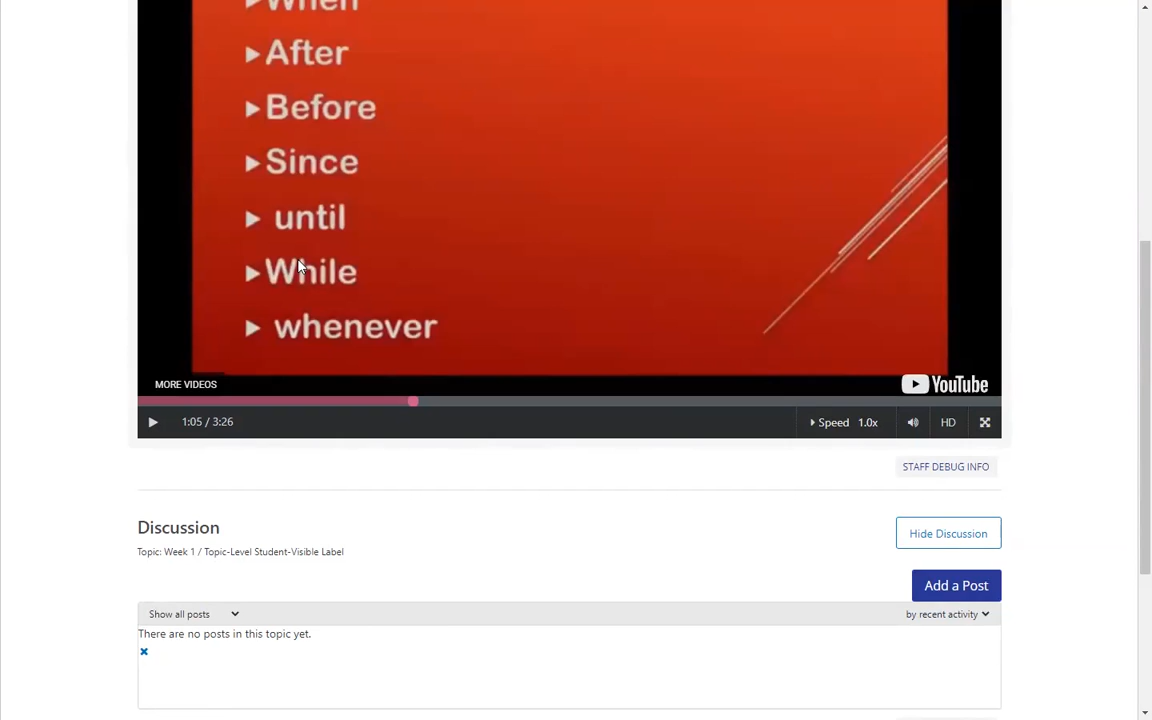 When
▸After
▸Before
▸Since
▸ until
▸While
▸ whenever
MORE VIDEOS
YouTube
1:05 / 3:26
Speed 1.0x
HD
STAFF DEBUG INFO
Discussion
Hide Discussion
Topic: Week 1 / Topic-Level Student-Visible Label
Add a Post
Show all posts
by recent activity
There are no posts in this topic yet.